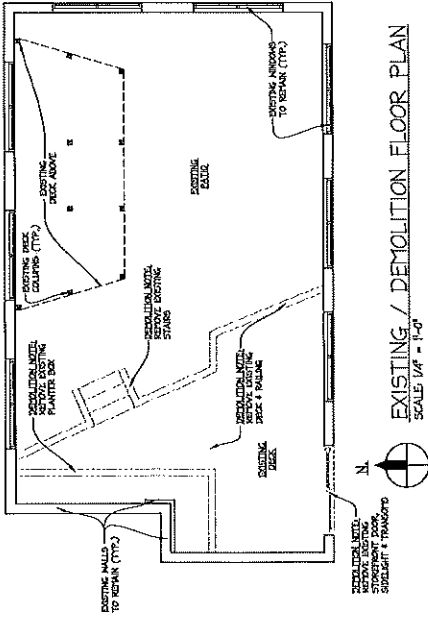 EXISTING WINDOWS
TO REMAIN (TYP.)
EXISTING
DECK ABOVE
EXISTING
PATIO
EXISTING DECK
COLUMNS (TYP.)
DEMOLITION NOTE:
REMOVE EXISTING
STAIRS
DEMOLITION NOTE:
REMOVE EXISTING
PLANTER BOX
DEMOLITION NOTE:
REMOVE EXISTING
DECK & RAILING
EXISTING
DECK
EXISTING WALLS
TO REMAIN (TYP.)
DEMOLITION NOTE:
REMOVE EXISTING
STOREFRONT DOOR,
SIDELIGHT & TRANSOMS
N.
EXISTING / DEMOLITION FLOOR PLAN
SCALE: 1/4" = 1'-0"